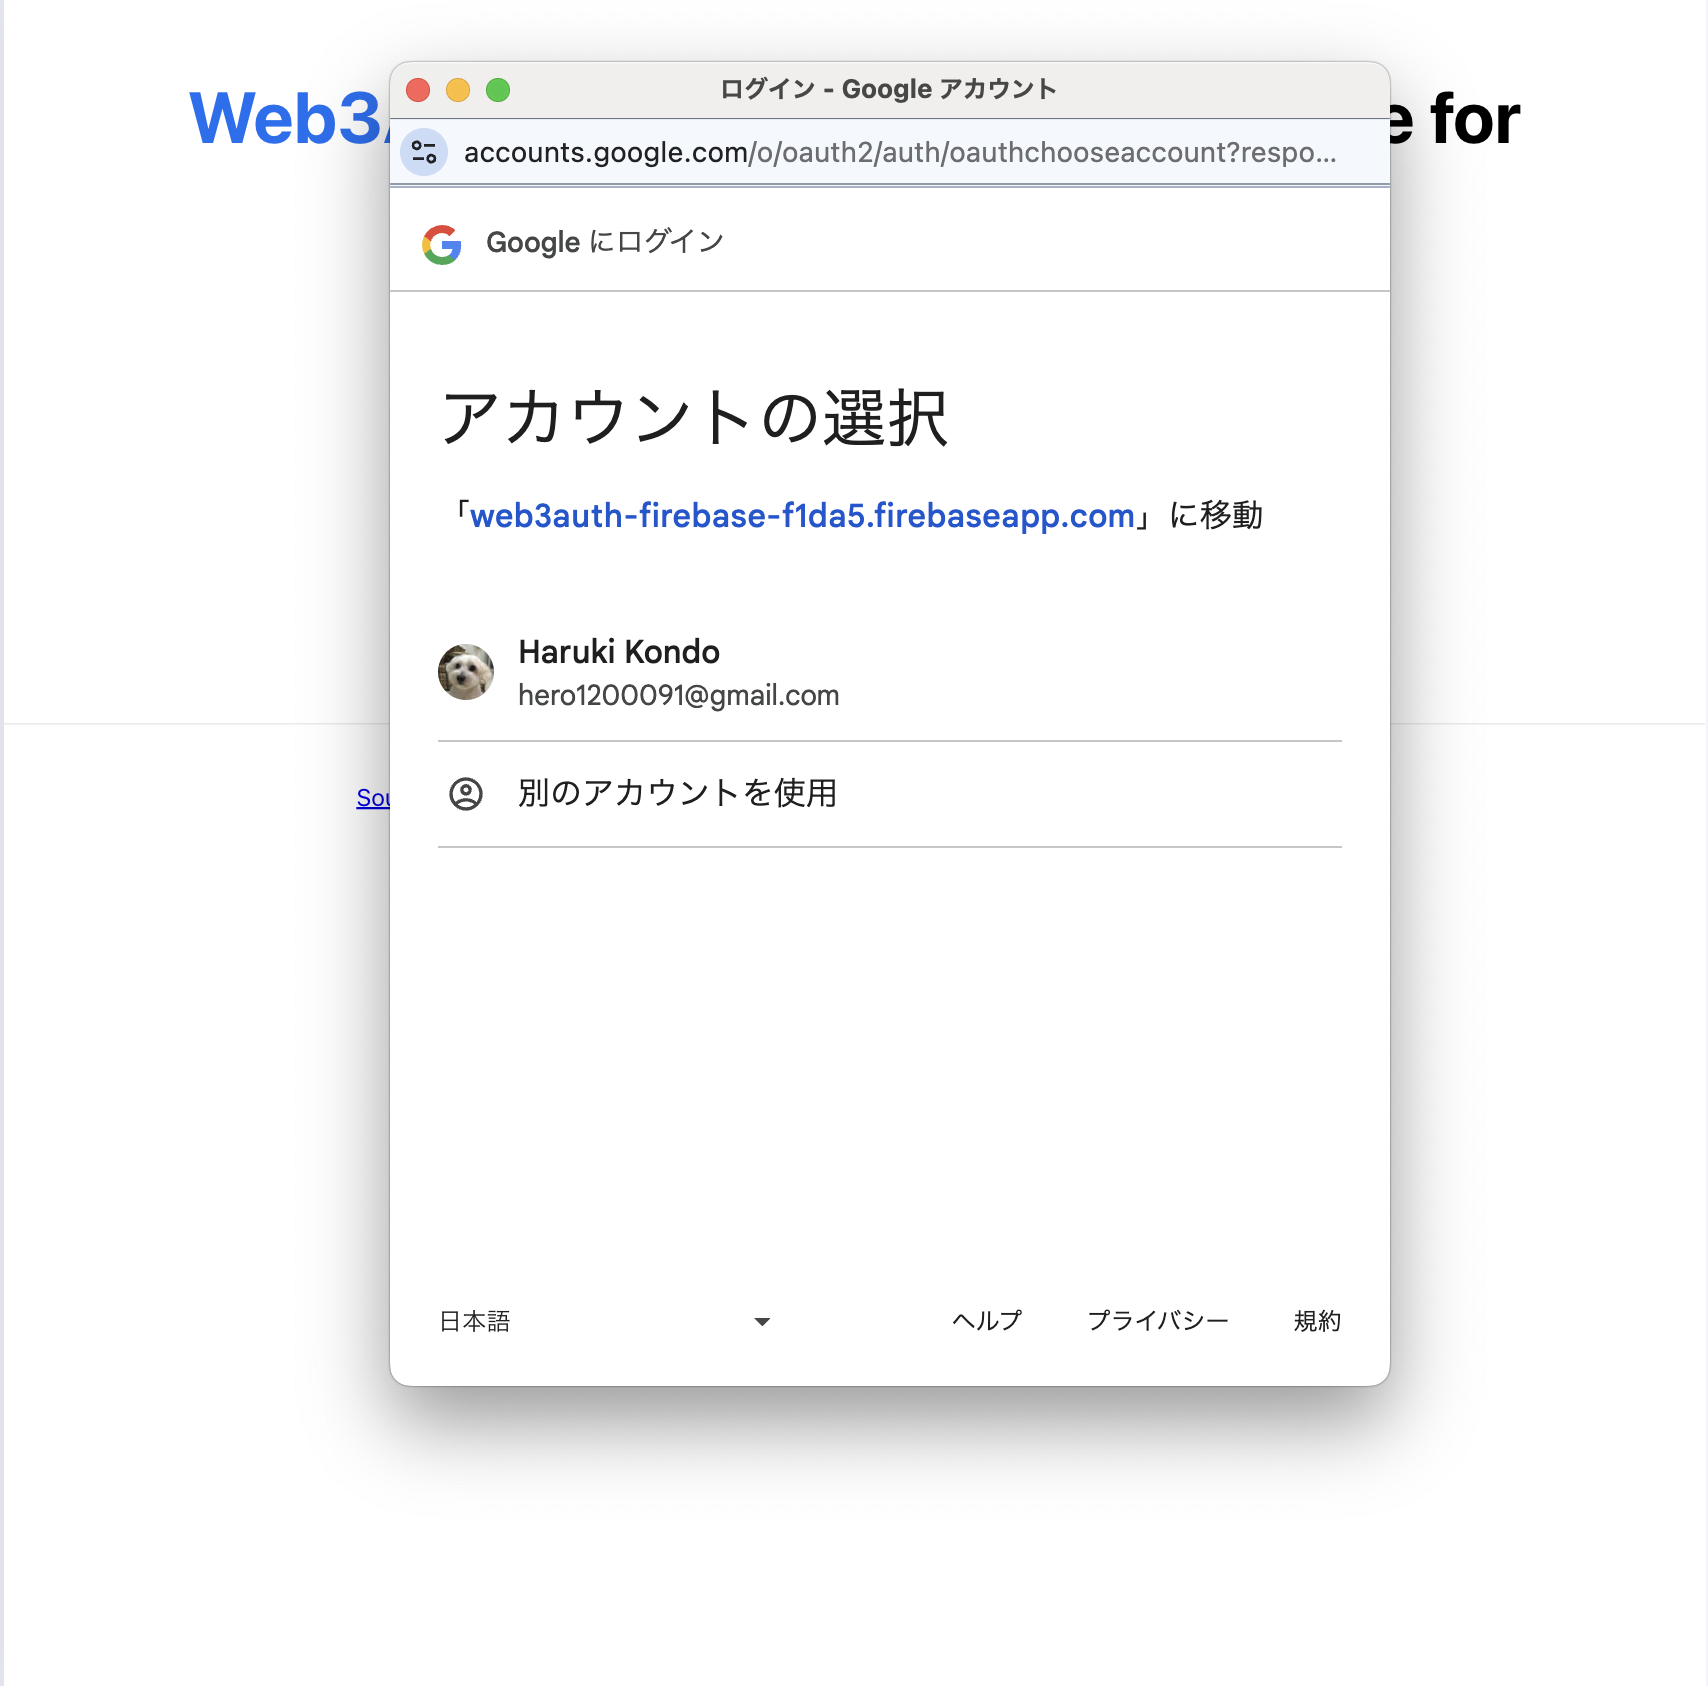 Web3
e for
ログイン - Google アカウント
accounts.google.com/o/oauth2/auth/oauthchooseaccount?respo...
Google にログイン
アカウントの選択
「web3auth-firebase-f1da5.firebaseapp.com」に移動
Haruki Kondo
hero1200091@gmail.com
Sou
別のアカウントを使用
日本語
ヘルプ
プライバシー
規約